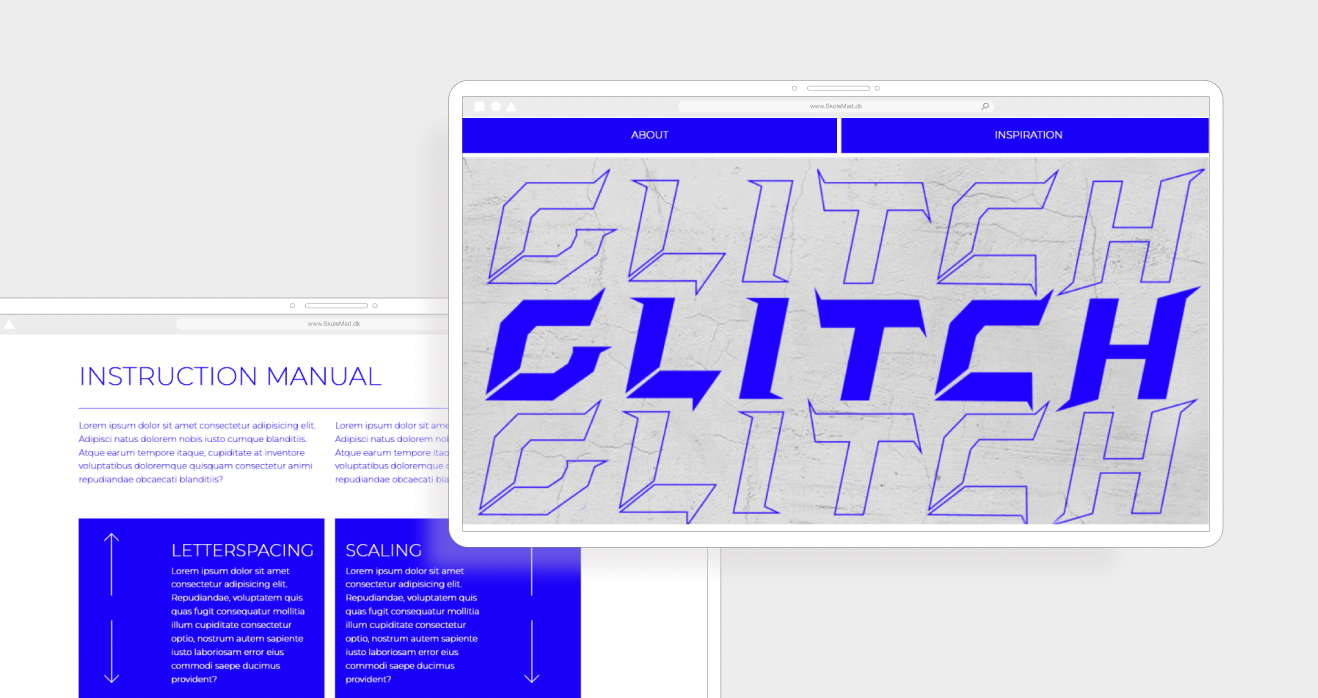 www.SkoleMad.dk
ABOUT
INSPIRATION
GLITCH
GLITCH
GLITCH
www.SkoleMad.dk
INSTRUCTION MANUAL
Lorem ipsum dolor sit amet consectetur adipisicing elit.
Adipisci natus dolorem nobis iusto cumque blanditiis.
Atque earum tempore itaque, cupiditate at inventore
voluptatibus doloremque quisquam consectetur animi
repudiandae obcaecati blanditiis?
Lorem ipsum dolor sit ame
Adipisci natus dolorem no
Atque earum tempore itaq
voluptatibus doloremque
repudiandae obcaecati bla
LETTERSPACING
Lorem ipsum dolor sit amet
consectetur adipisicing elit.
Repudiandae, voluptatem quis
quas fugit consequatur mollitia
illum cupiditate consectetur
optio, nostrum autem sapiente
iusto laboriosam error eius
commodi saepe ducimus
provident?
SCALING
Lorem ipsum dolor sit amet
consectetur adipisicing elit.
Repudiandae, voluptatem quis
quas fugit consequatur mollitia
illum cupiditate consectetur
optio, nostrum autem sapiente
iusto laboriosam error eius
commodi saepe ducimus
provident?